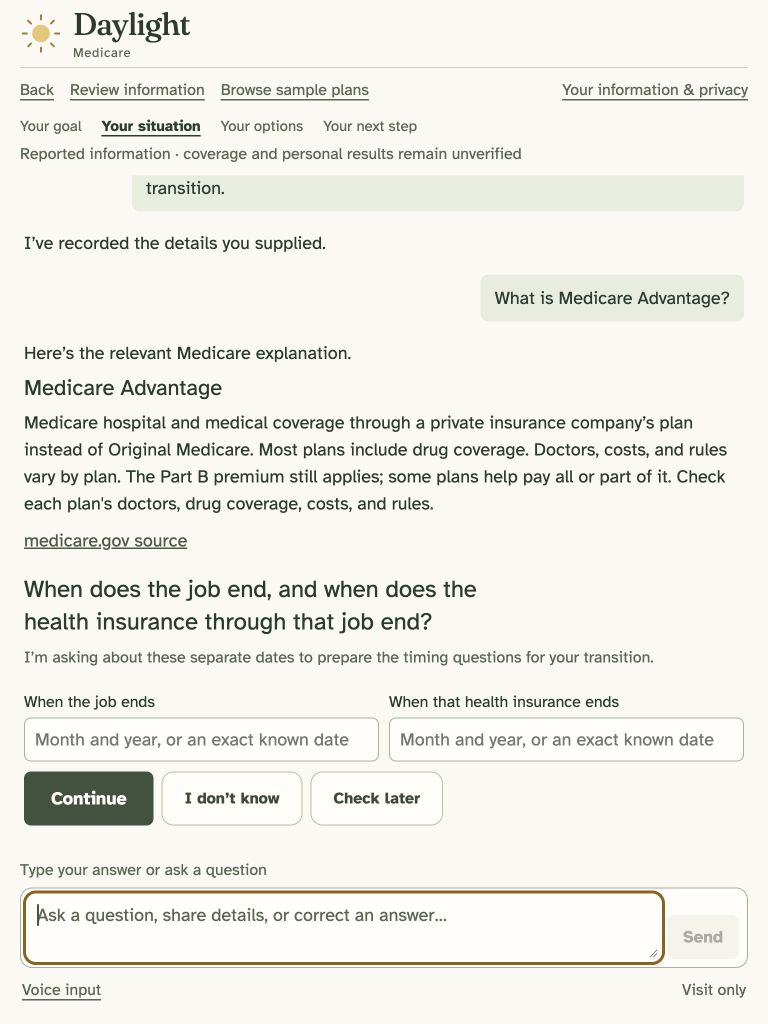 Daylight
Medicare
Back Review information Browse sample plans Your information & privacy
Your goal Your situation Your options Your next step
Reported information · coverage and personal results remain unverified
transition.
I’ve recorded the details you supplied.
What is Medicare Advantage?
Here’s the relevant Medicare explanation.
Medicare Advantage
Medicare hospital and medical coverage through a private insurance company’s plan
instead of Original Medicare. Most plans include drug coverage. Doctors, costs, and rules
vary by plan. The Part B premium still applies; some plans help pay all or part of it. Check
each plan's doctors, drug coverage, costs, and rules.
medicare.gov source
When does the job end, and when does the
health insurance through that job end?
I’m asking about these separate dates to prepare the timing questions for your transition.
When the job ends When that health insurance ends
Month and year, or an exact known date Month and year, or an exact known date
Continue I don’t know Check later
Type your answer or ask a question
Ask a question, share details, or correct an answer...
Send
Voice input Visit only